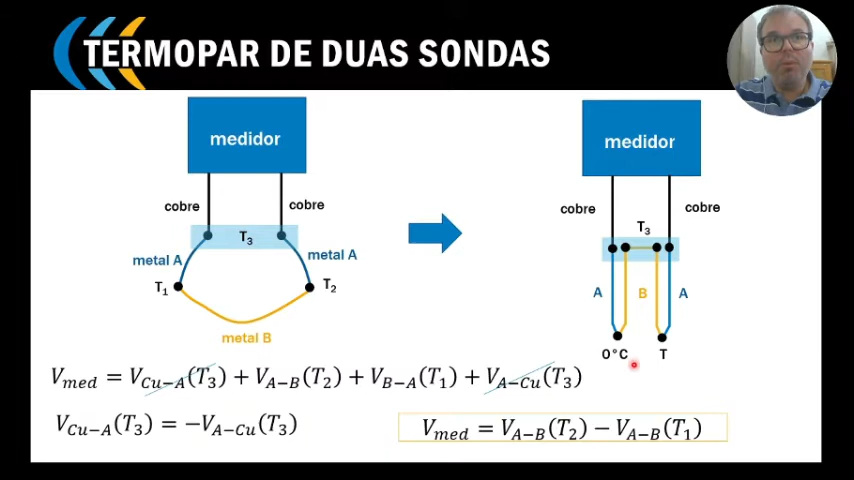 TERMOPAR DE DUAS SONDAS
medidor
cobre
cobre
T₃
metal A
metal A
T₁
T₂
metal B
medidor
cobre
cobre
T₃
A
B
A
0°C
T
V_med = V_Cu−A(T₃) + V_A−B(T₂) + V_B−A(T₁) + V_A−Cu(T₃)
V_Cu−A(T₃) = −V_A−Cu(T₃)
V_med = V_A−B(T₂) − V_A−B(T₁)